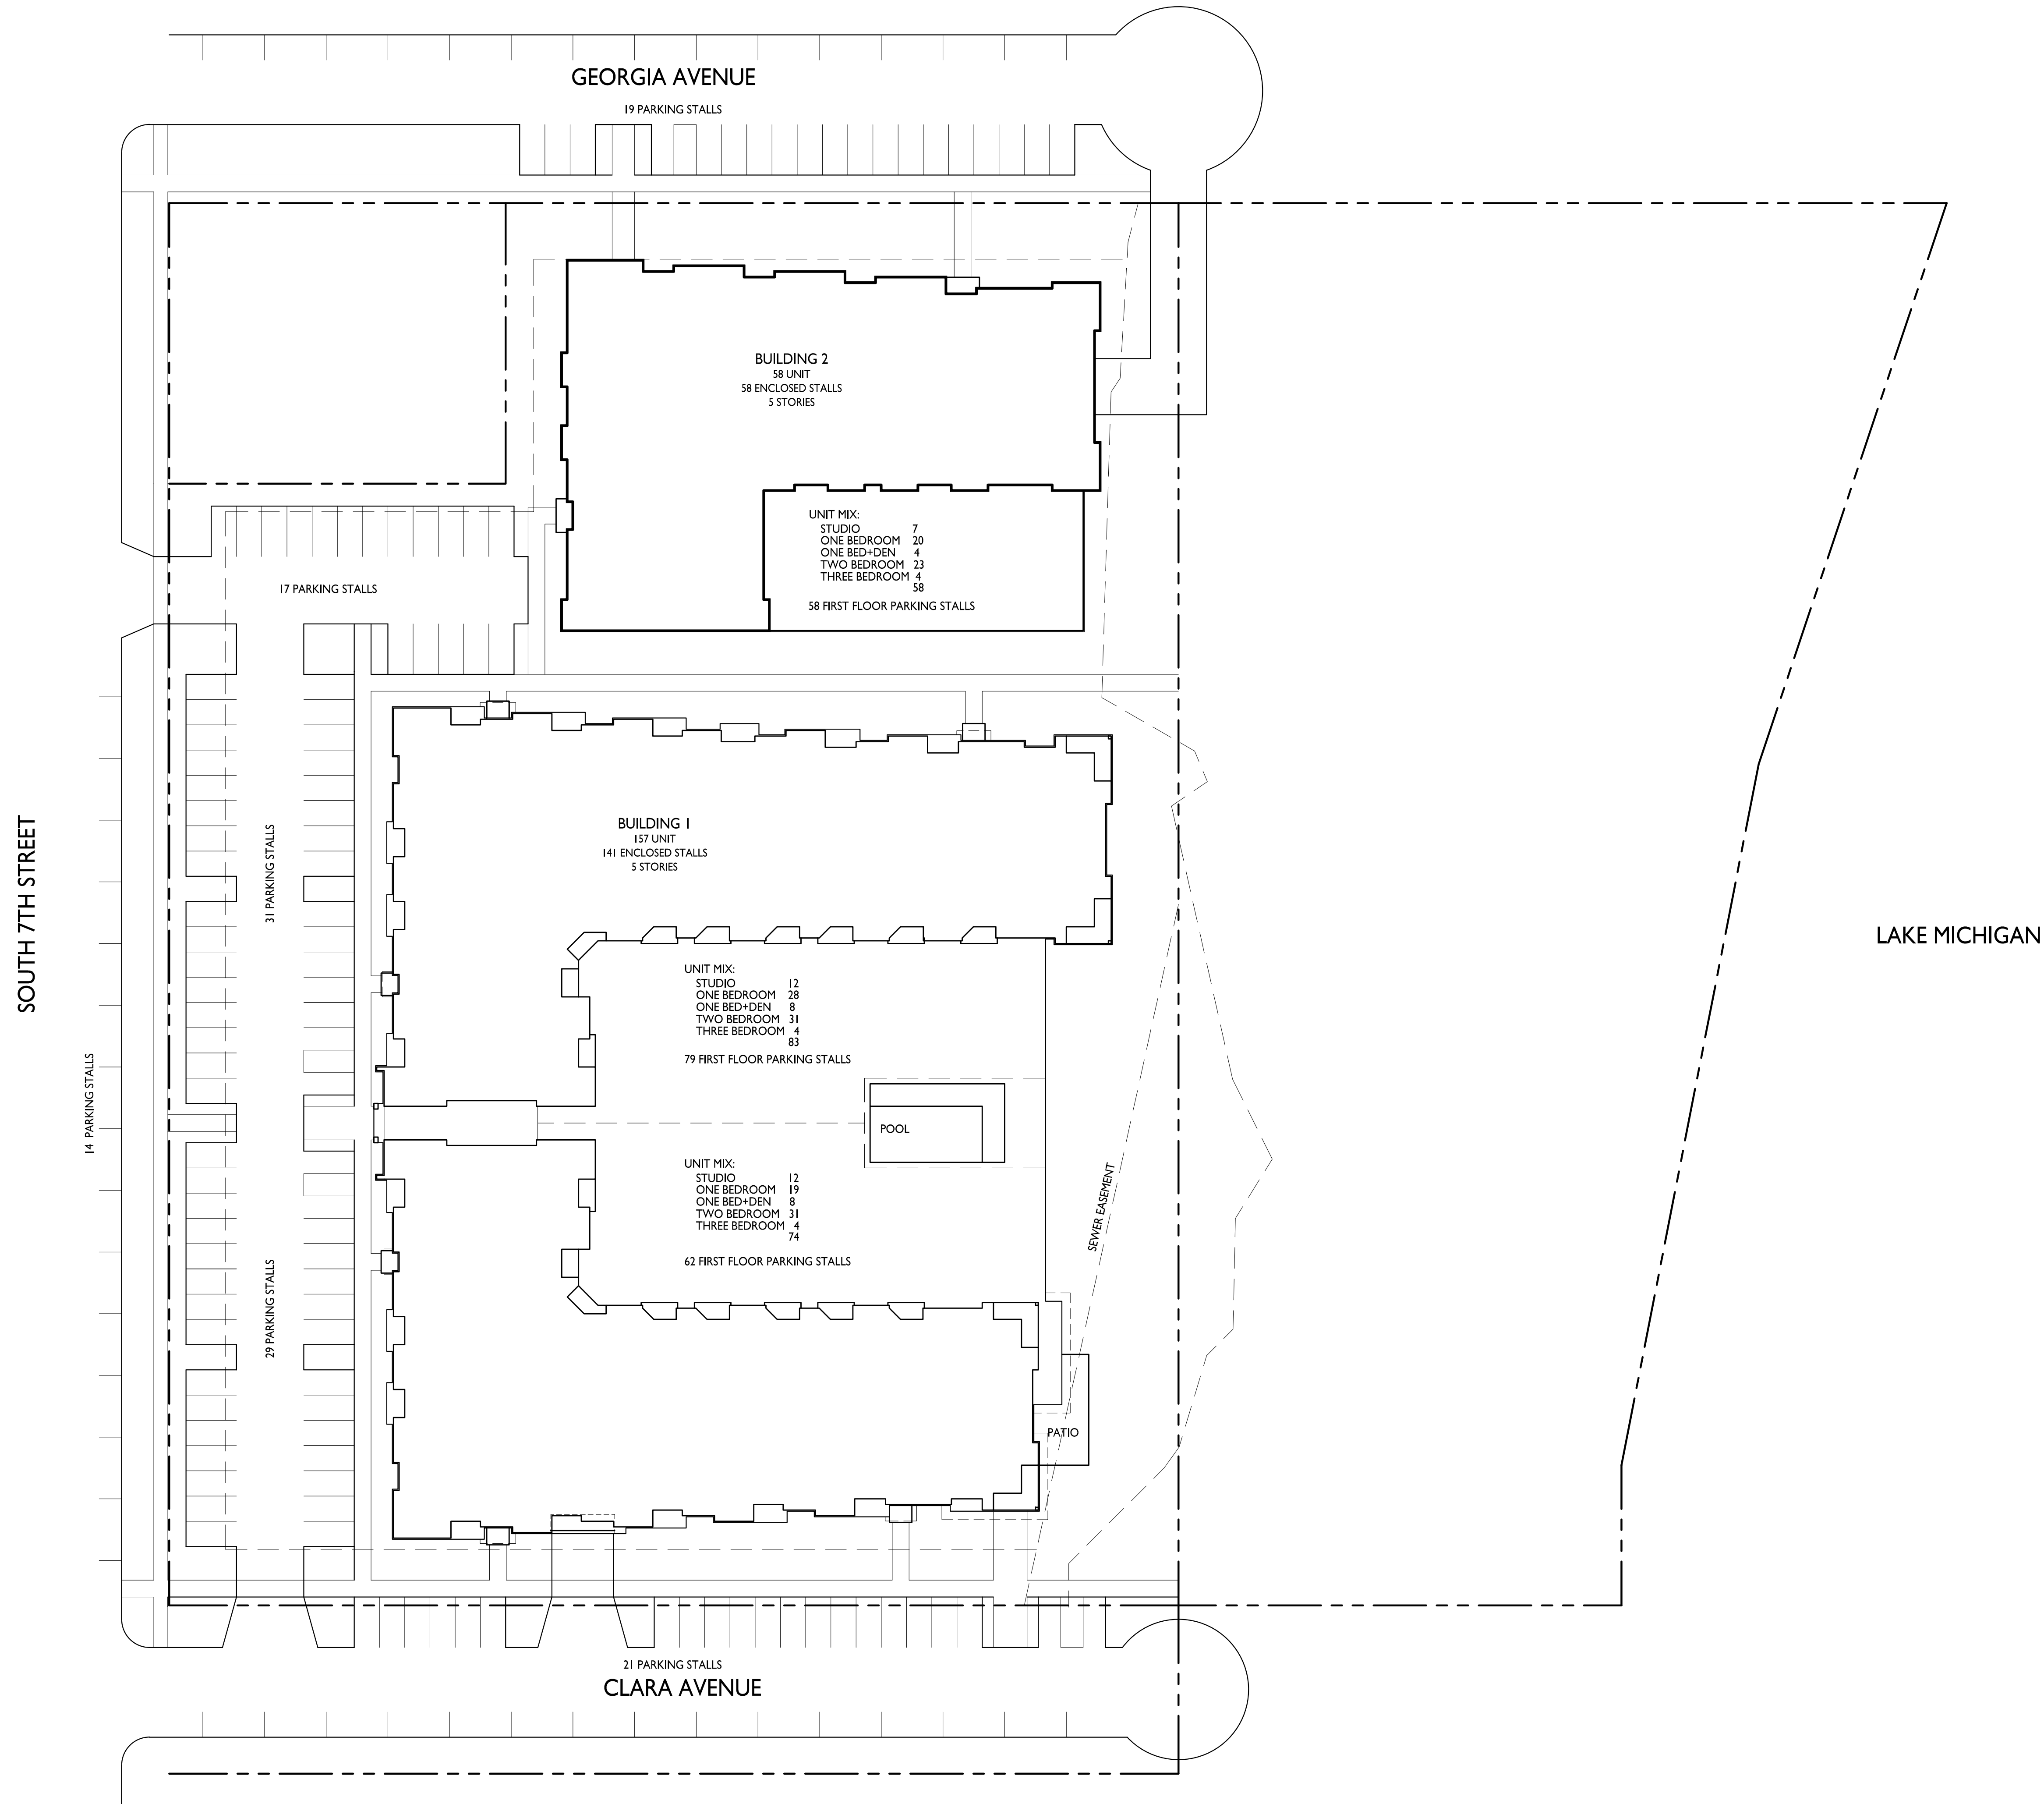 GEORGIA AVENUE
19 PARKING STALLS
BUILDING 2
58 UNIT
58 ENCLOSED STALLS
5 STORIES
UNIT MIX:
STUDIO 7
ONE BEDROOM 20
ONE BED+DEN 4
TWO BEDROOM 23
THREE BEDROOM 4
58
58 FIRST FLOOR PARKING STALLS
17 PARKING STALLS
SOUTH 7TH STREET
14 PARKING STALLS
31 PARKING STALLS
29 PARKING STALLS
BUILDING 1
157 UNIT
141 ENCLOSED STALLS
5 STORIES
UNIT MIX:
STUDIO 12
ONE BEDROOM 28
ONE BED+DEN 8
TWO BEDROOM 31
THREE BEDROOM 4
83
79 FIRST FLOOR PARKING STALLS
POOL
UNIT MIX:
STUDIO 12
ONE BEDROOM 19
ONE BED+DEN 8
TWO BEDROOM 31
THREE BEDROOM 4
74
62 FIRST FLOOR PARKING STALLS
SEWER EASEMENT
PATIO
LAKE MICHIGAN
21 PARKING STALLS
CLARA AVENUE